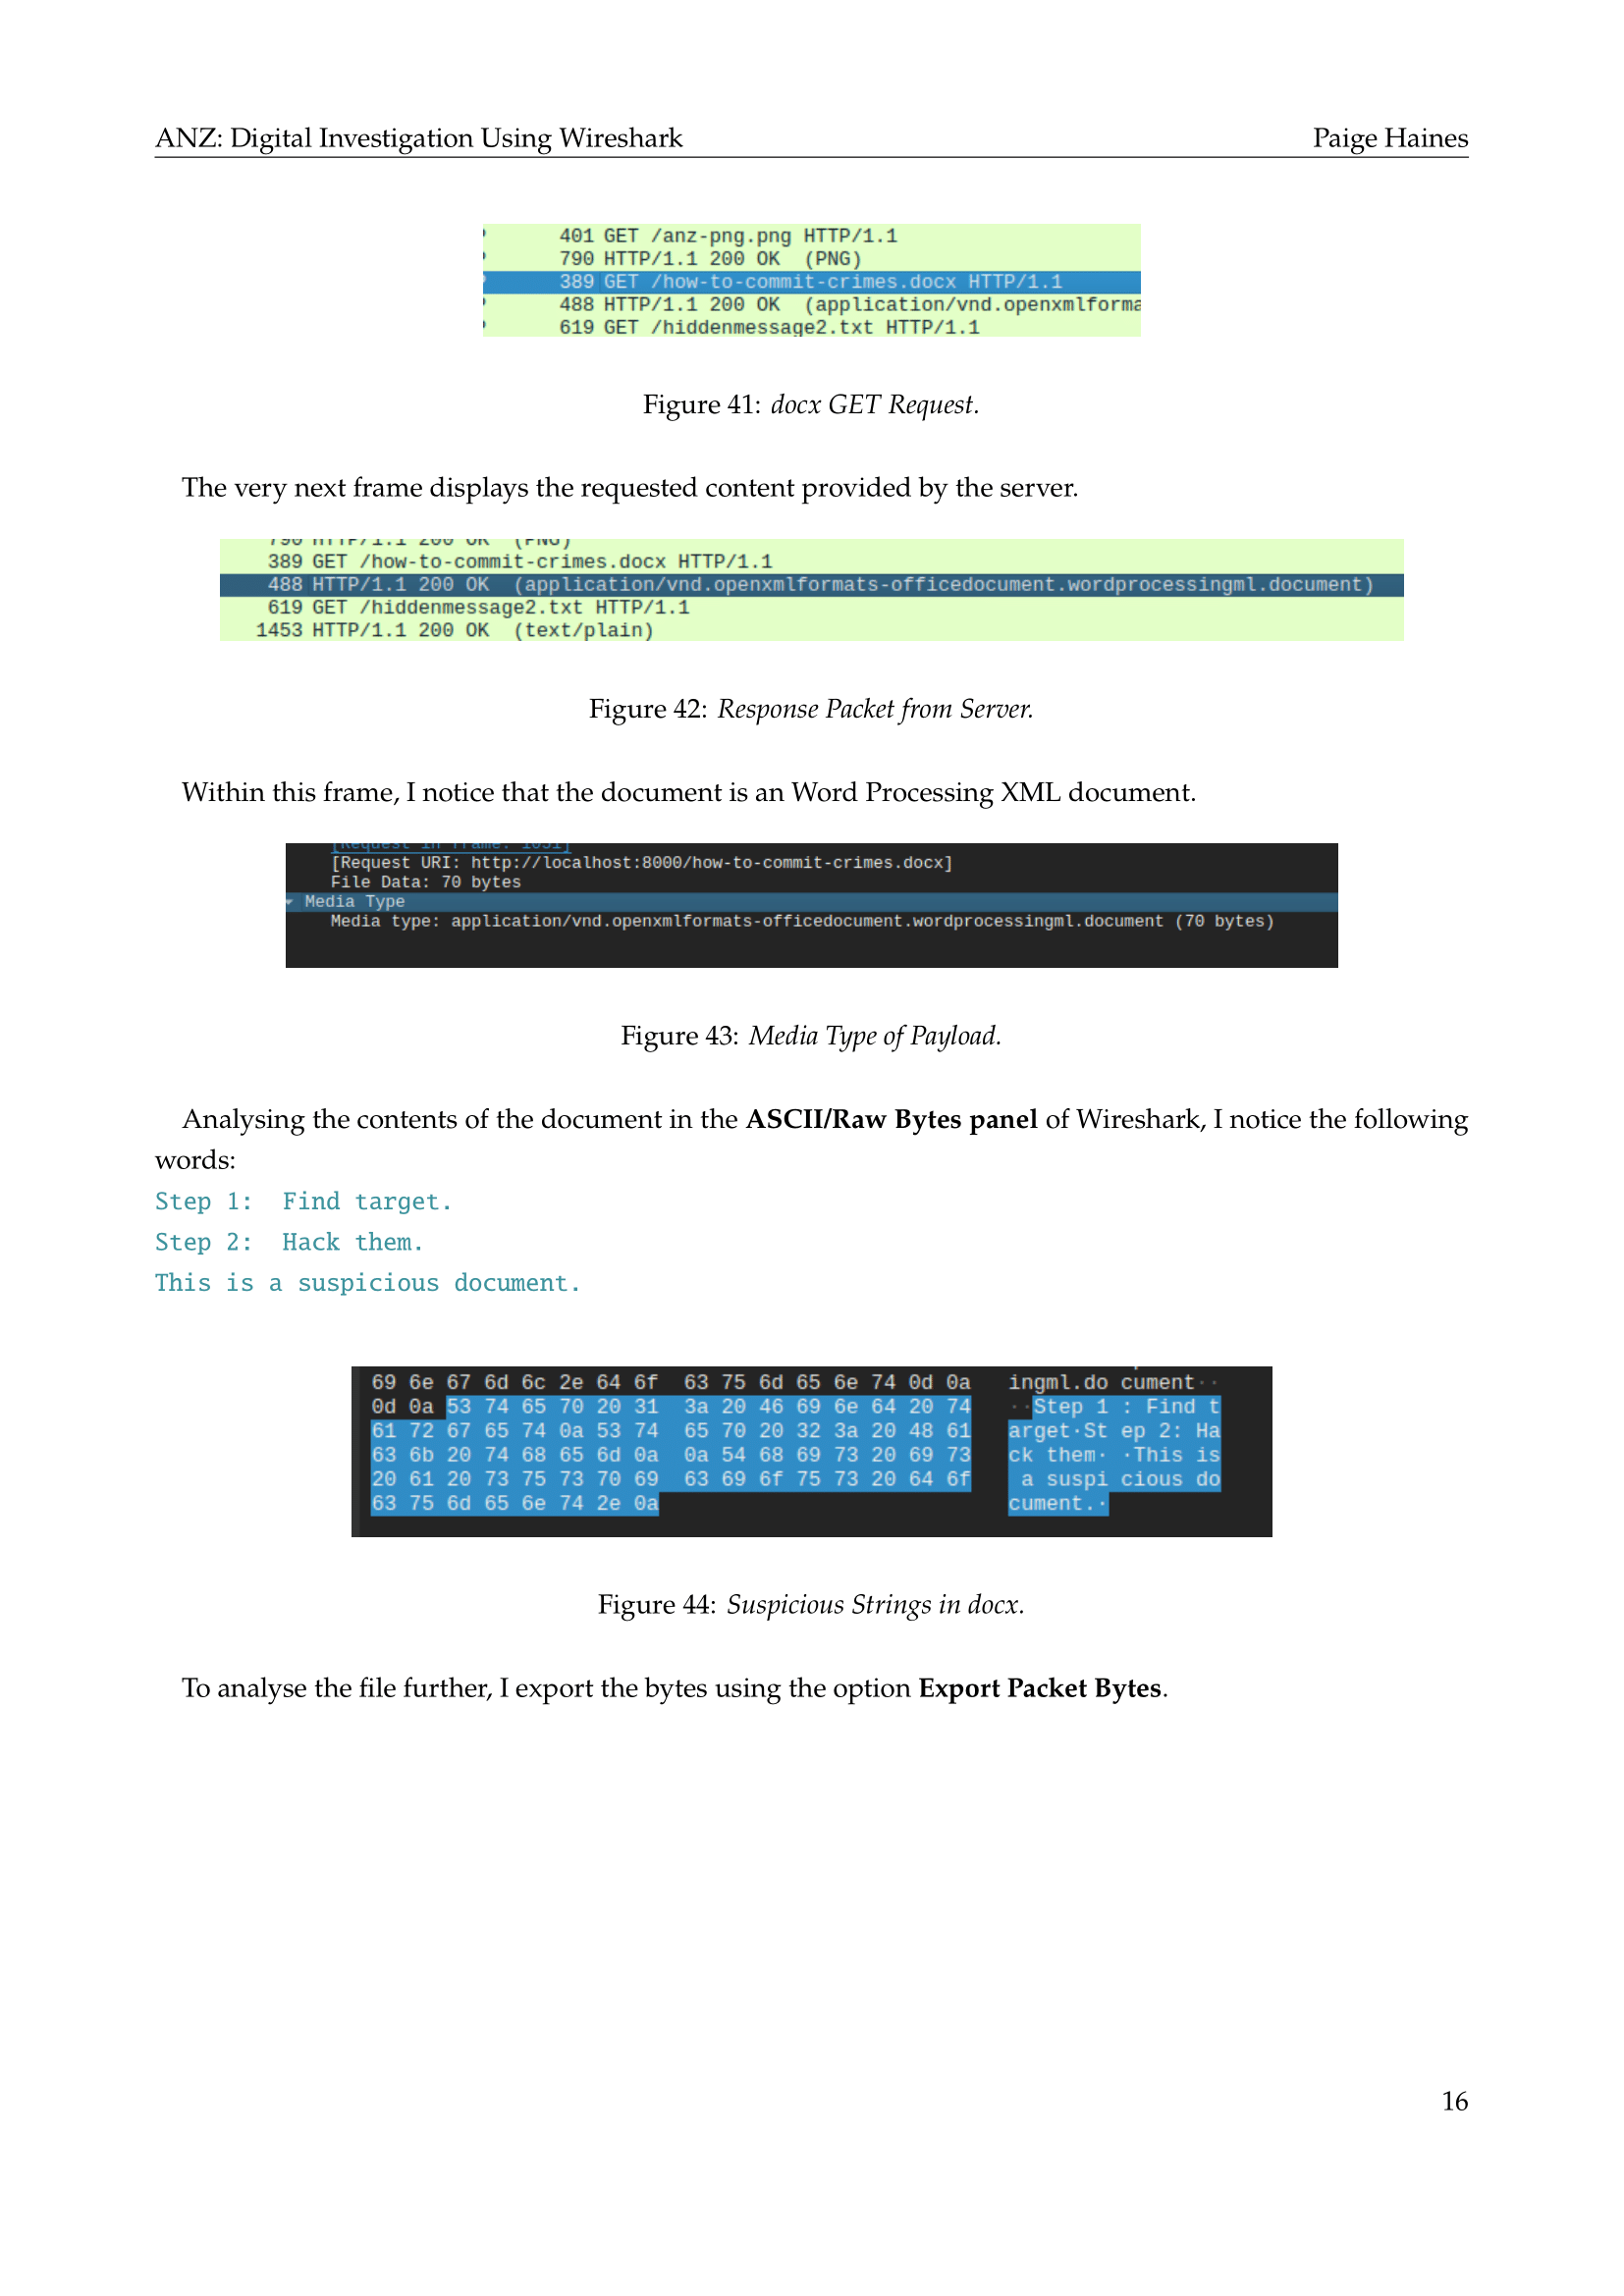 ANZ: Digital Investigation Using Wireshark Paige Haines
401 GET /anz-png.png HTTP/1.1
790 HTTP/1.1 200 OK (PNG)
389 GET /how-to-commit-crimes.docx HTTP/1.1
488 HTTP/1.1 200 OK (application/vnd.openxmlforma
619 GET /hiddenmessage2.txt HTTP/1.1
Figure 41: docx GET Request.
The very next frame displays the requested content provided by the server.
790 HTTP/1.1 200 OK (PNG)
389 GET /how-to-commit-crimes.docx HTTP/1.1
488 HTTP/1.1 200 OK (application/vnd.openxmlformats-officedocument.wordprocessingml.document)
619 GET /hiddenmessage2.txt HTTP/1.1
1453 HTTP/1.1 200 OK (text/plain)
Figure 42: Response Packet from Server.
Within this frame, I notice that the document is an Word Processing XML document.
[Request in frame: 1031]
[Request URI: http://localhost:8000/how-to-commit-crimes.docx]
File Data: 70 bytes
Media Type
Media type: application/vnd.openxmlformats-officedocument.wordprocessingml.document (70 bytes)
Figure 43: Media Type of Payload.
Analysing the contents of the document in the ASCII/Raw Bytes panel of Wireshark, I notice the following
words:
Step 1: Find target.
Step 2: Hack them.
This is a suspicious document.
69 6e 67 6d 6c 2e 64 6f 63 75 6d 65 6e 74 0d 0a ingml.do cument··
0d 0a 53 74 65 70 20 31 3a 20 46 69 6e 64 20 74 ··Step 1 : Find t
61 72 67 65 74 0a 53 74 65 70 20 32 3a 20 48 61 arget·St ep 2: Ha
63 6b 20 74 68 65 6d 0a 0a 54 68 69 73 20 69 73 ck them· ·This is
20 61 20 73 75 73 70 69 63 69 6f 75 73 20 64 6f a suspi cious do
63 75 6d 65 6e 74 2e 0a cument.·
Figure 44: Suspicious Strings in docx.
To analyse the file further, I export the bytes using the option Export Packet Bytes.
16